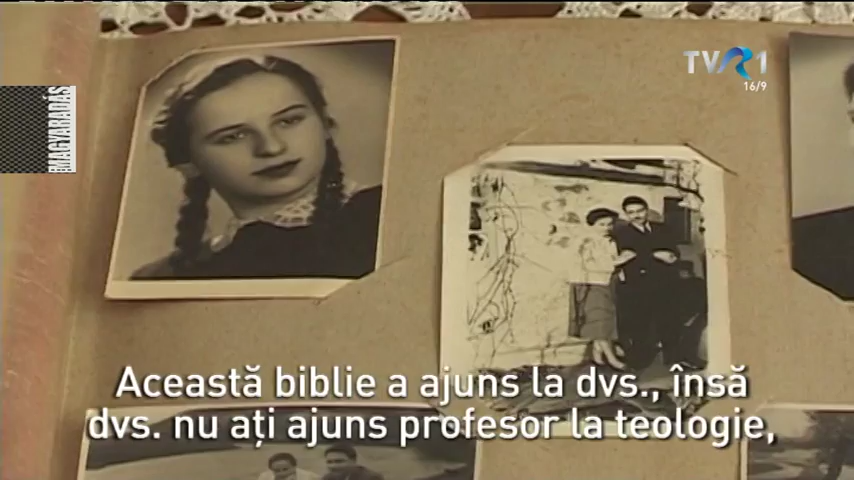 TVR1
16/9
MAGYARADÁS
Această biblie a ajuns la dvs., însă
dvs. nu ați ajuns profesor la teologie,